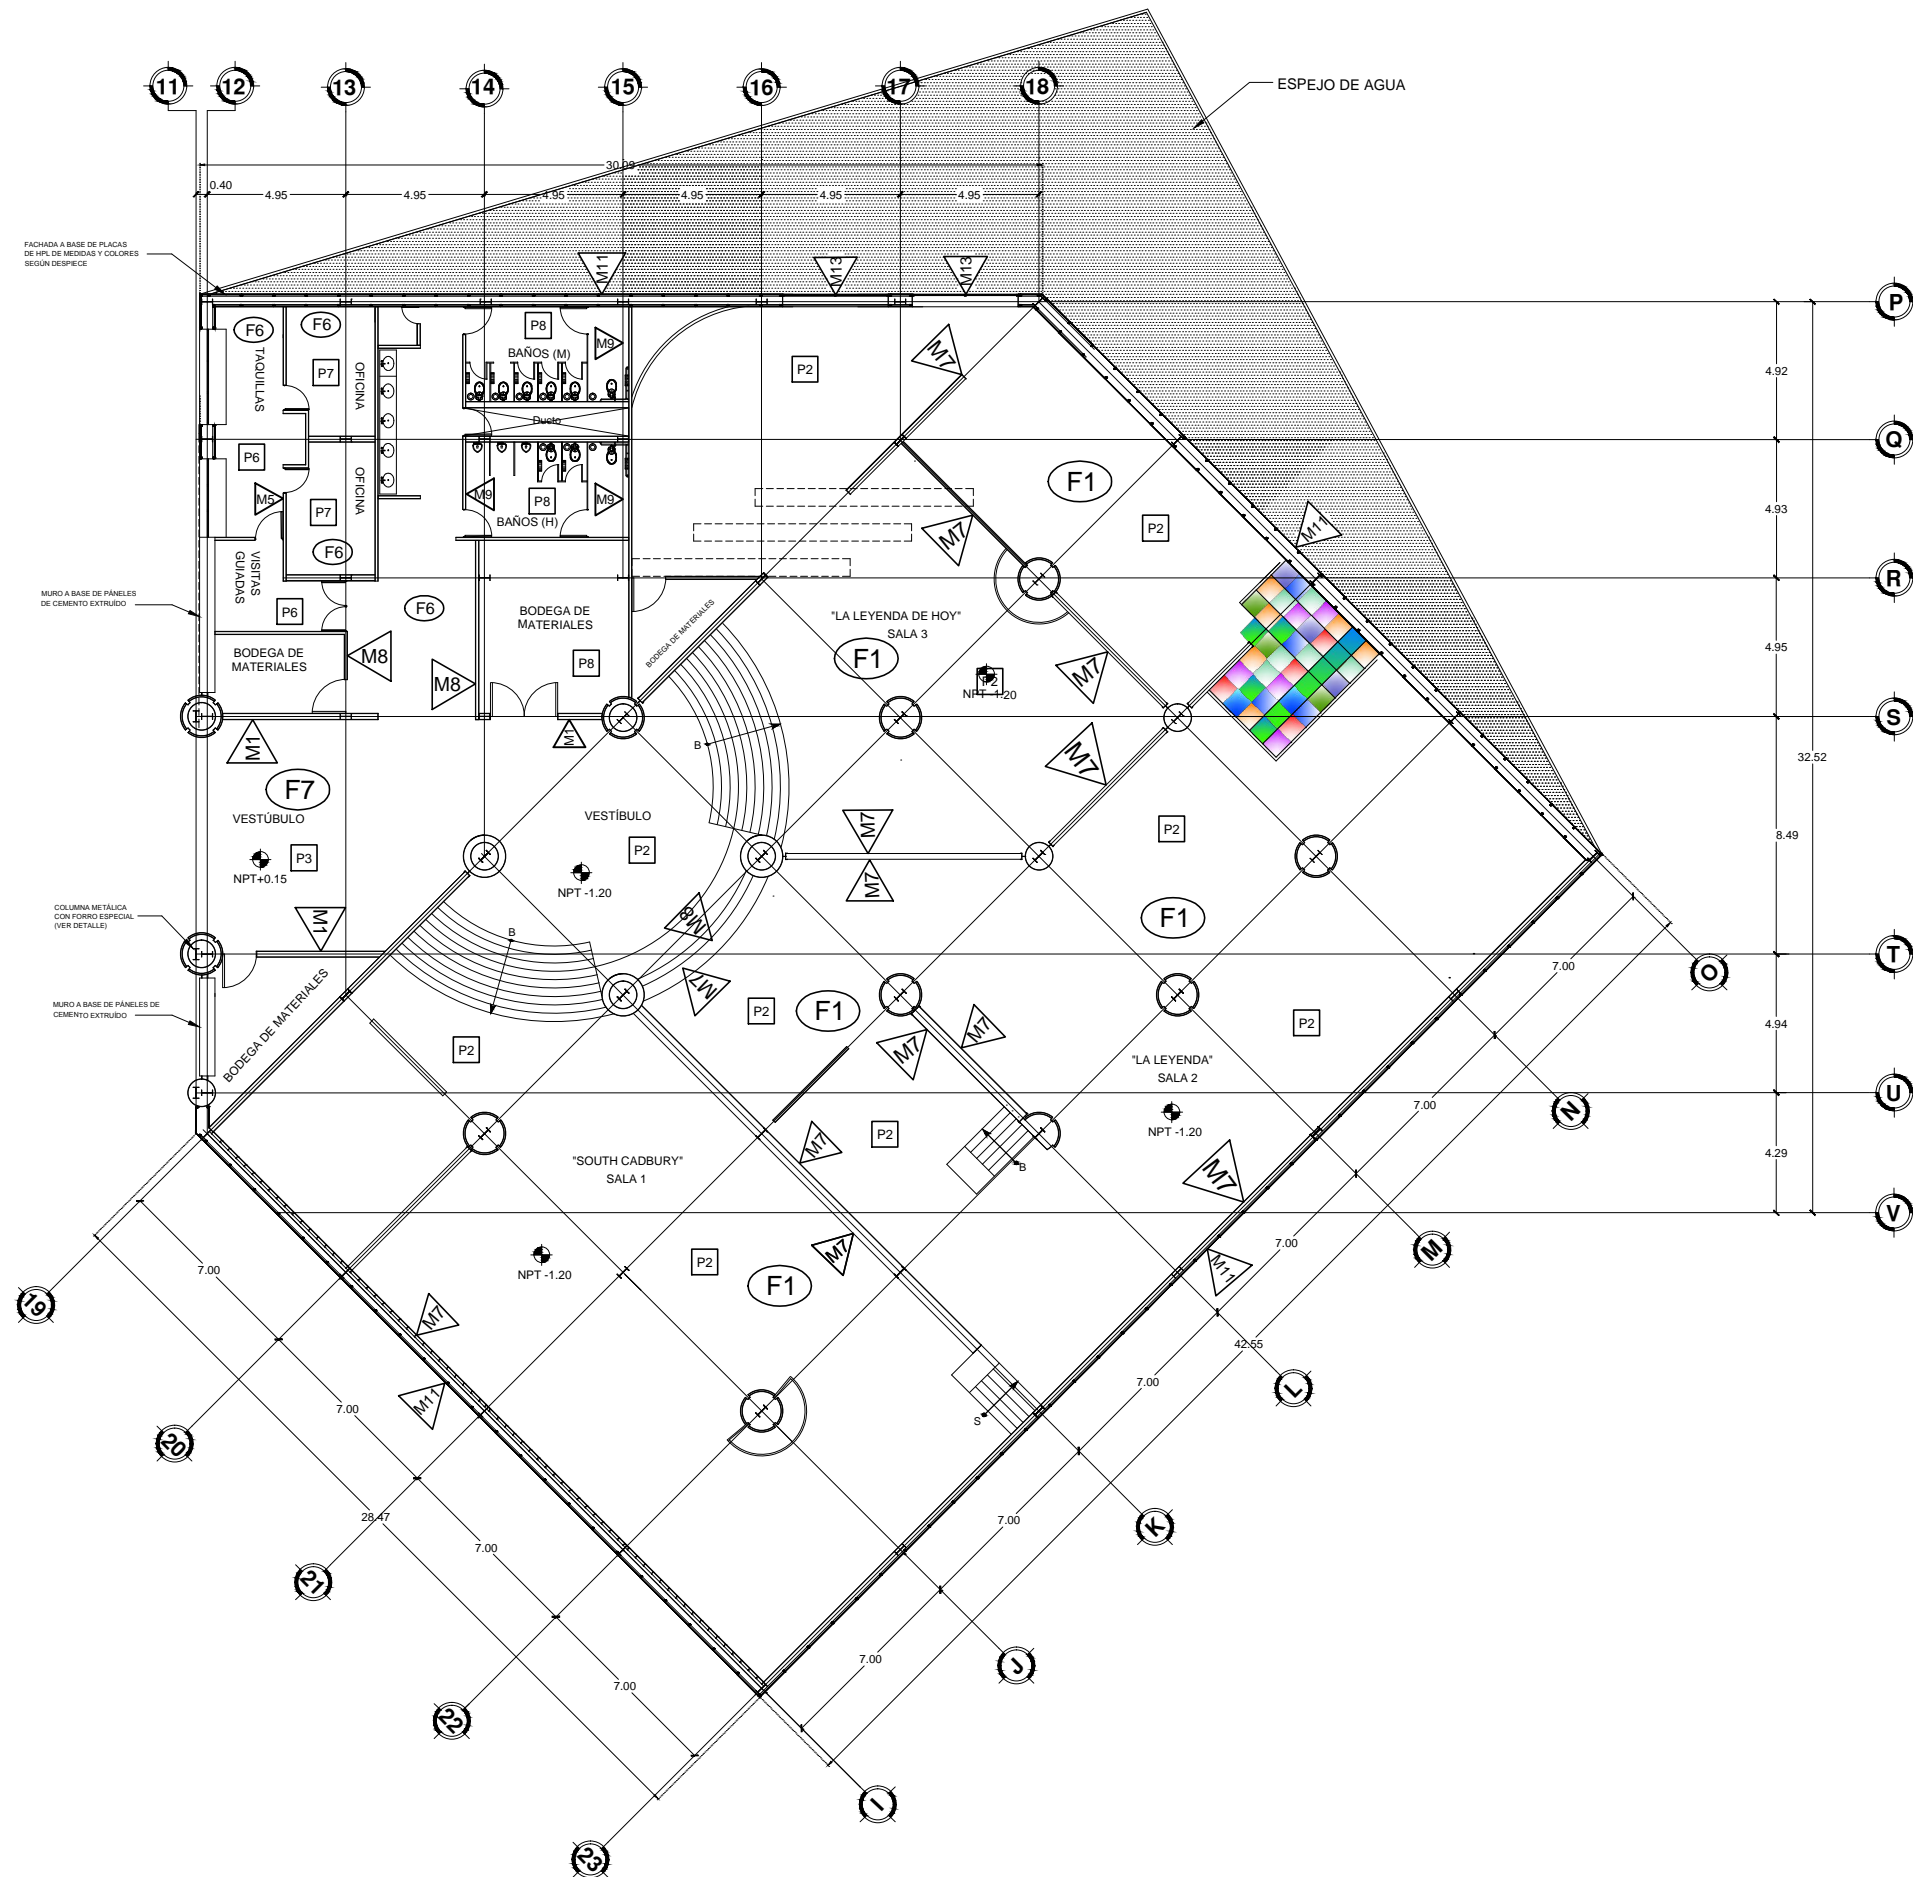 ESPEJO DE AGUA
11
12
13
14
15
16
17
18
30.09
0.40
4.95
4.95
4.95
4.95
4.95
4.95
FACHADA A BASE DE PLACAS
DE HPL DE MEDIDAS Y COLORES
SEGÚN DESPIECE
M11
M13
M13
P
F6
F6
P8
M9
M7
TAQUILLAS
P7
OFICINA
BAÑOS (M)
P2
4.92
Ducto
Q
P6
OFICINA
F1
M5
P7
M9
P8
M9
BAÑOS (H)
M7
P2
M11
4.93
F6
VISITAS
GUIADAS
R
MURO A BASE DE PÁNELES
DE CEMENTO EXTRUÍDO
P6
F6
BODEGA DE
MATERIALES
BODEGA DE MATERIALES
"LA LEYENDA DE HOY"
SALA 3
BODEGA DE
MATERIALES
M8
M8
P8
F1
M7
4.95
P2
NPT -1.20
S
M1
M1
B
M7
32.52
F7
VESTÚBULO
VESTÍBULO
M7
P2
8.49
P3
P2
NPT+0.15
NPT -1.20
M7
COLUMNA METÁLICA
CON FORRO ESPECIAL
(VER DETALLE)
M1
M8
F1
B
T
7.00
O
MURO A BASE DE PÁNELES DE
CEMENTO EXTRUÍDO
BODEGA DE MATERIALES
M7
P2
F1
P2
P2
M7
M7
4.94
"LA LEYENDA"
SALA 2
U
7.00
N
P2
NPT -1.20
M7
"SOUTH CADBURY"
SALA 1
B
M7
4.29
V
NPT -1.20
P2
M7
7.00
M
F1
M11
7.00
19
M7
42.55
L
7.00
M11
7.00
S
20
28.47
7.00
7.00
K
21
7.00
7.00
J
22
I
23